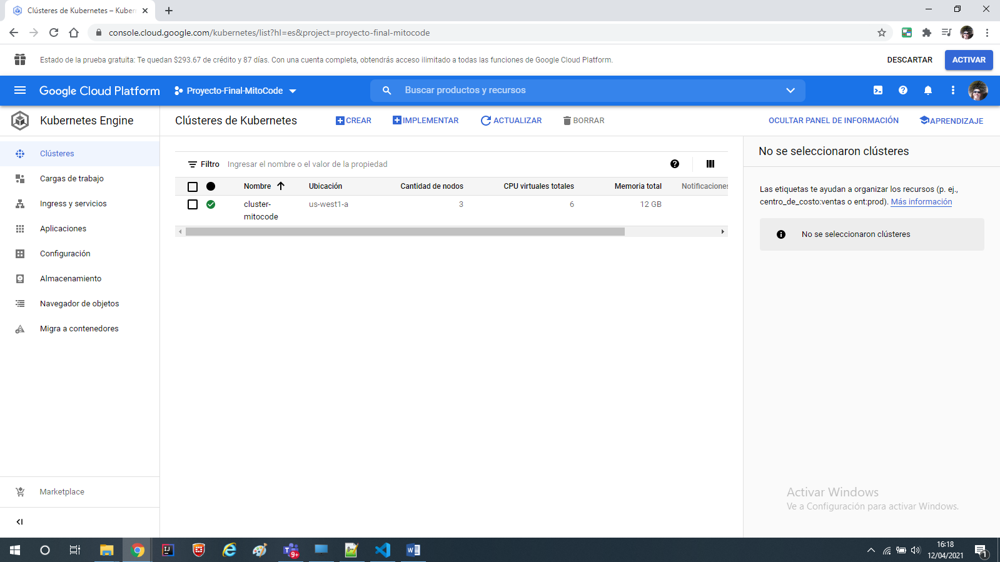 Clústeres de Kubernetes – Kuber
console.cloud.google.com/kubernetes/list?hl=es&project=proyecto-final-mitocode
Estado de la prueba gratuita: Te quedan $293.67 de crédito y 87 días. Con una cuenta completa, obtendrás acceso ilimitado a todas las funciones de Google Cloud Platform.
DESCARTAR
ACTIVAR
Google Cloud Platform
Proyecto-Final-MitoCode
Buscar productos y recursos
Kubernetes Engine
Clústeres de Kubernetes
CREAR
IMPLEMENTAR
ACTUALIZAR
BORRAR
OCULTAR PANEL DE INFORMACIÓN
APRENDIZAJE
Clústeres
Cargas de trabajo
Ingress y servicios
Aplicaciones
Configuración
Almacenamiento
Navegador de objetos
Migra a contenedores
Marketplace
Filtro
Ingresar el nombre o el valor de la propiedad
Nombre
Ubicación
Cantidad de nodos
CPU virtuales totales
Memoria total
Notificaciones
cluster-
mitocode
us-west1-a
3
6
12 GB
No se seleccionaron clústeres
Las etiquetas te ayudan a organizar los recursos (p. ej.,
centro_de_costo:ventas o ent:prod). Más información
No se seleccionaron clústeres
Activar Windows
Ve a Configuración para activar Windows.
9+
16:18
12/04/2021
1